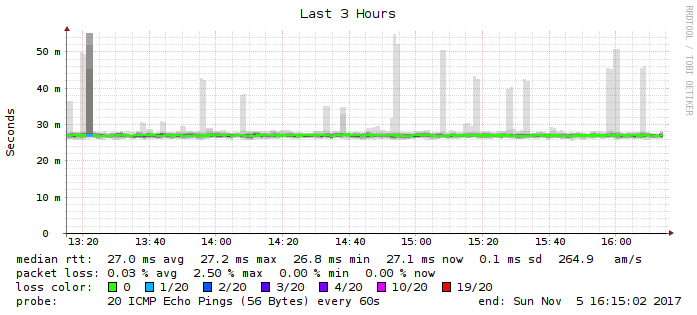 Last 3 Hours
RRDTOOL / TOBI OETIKER
Seconds
50 m
40 m
30 m
20 m
10 m
0
13:20 13:40 14:00 14:20 14:40 15:00 15:20 15:40 16:00
median rtt: 27.0 ms avg 27.2 ms max 26.8 ms min 27.1 ms now 0.1 ms sd 264.9 am/s
packet loss: 0.03 % avg 2.50 % max 0.00 % min 0.00 % now
loss color: 0 1/20 2/20 3/20 4/20 10/20 19/20
probe: 20 ICMP Echo Pings (56 Bytes) every 60s end: Sun Nov 5 16:15:02 2017